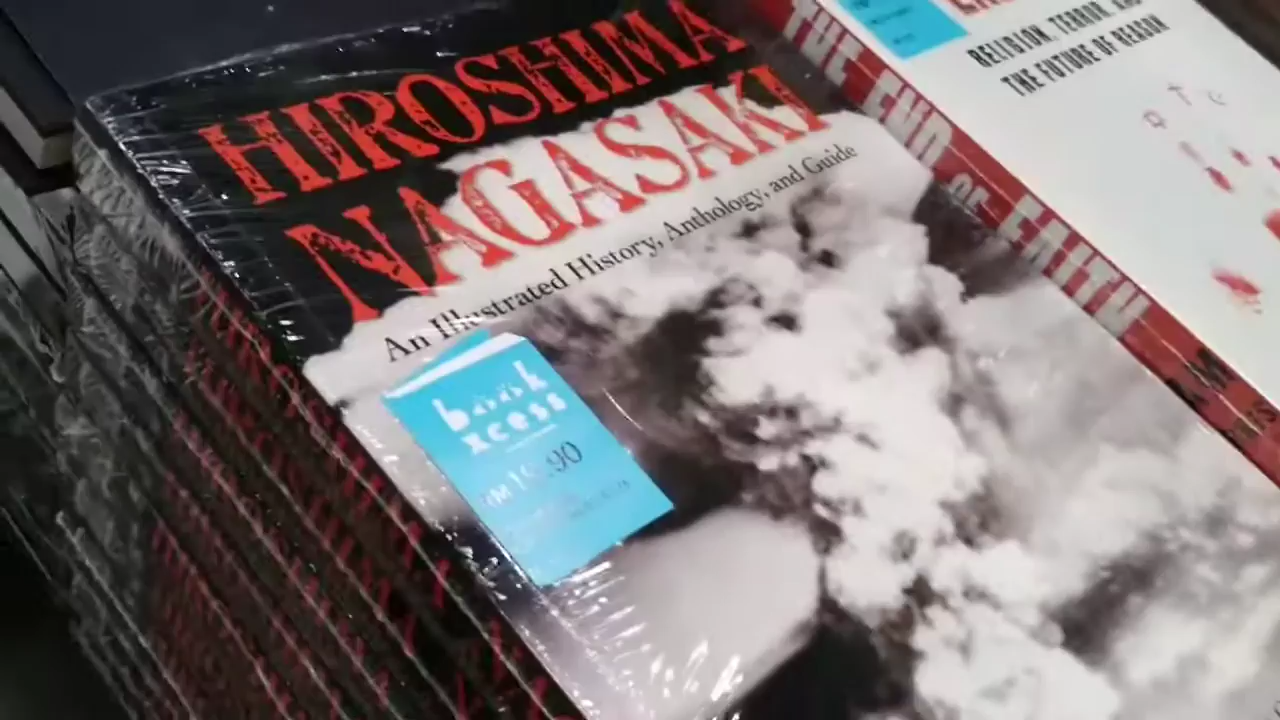 HIROSHIMA
NAGASAKI
An Illustrated History, Anthology, and Guide
book
xcess
THE END OF FAITH
RELIGION, TERROR, AND
THE FUTURE OF REASON